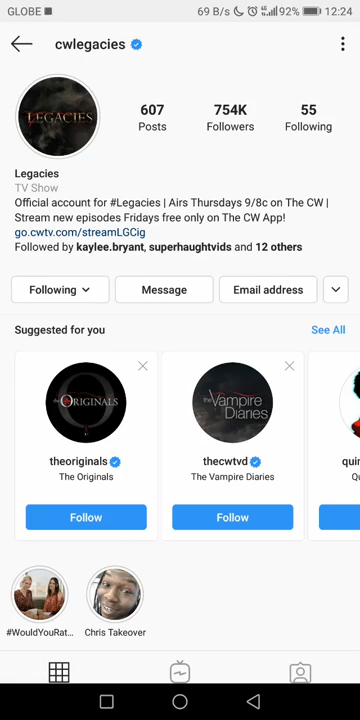 GLOBE 69 B/s 92% 12:24
cwlegacies
LEGACIES
607 754K 55
Posts Followers Following
Legacies
TV Show
Official account for #Legacies | Airs Thursdays 9/8c on The CW |
Stream new episodes Fridays free only on The CW App!
go.cwtv.com/streamLGCig
Followed by kaylee.bryant, superhaughtvids and 12 others
Following Message Email address
Suggested for you See All
the ORIGINALS the Vampire
Diaries
theoriginals thecwtvd quin
The Originals The Vampire Diaries Qu
Follow Follow
#WouldYouRat... Chris Takeover